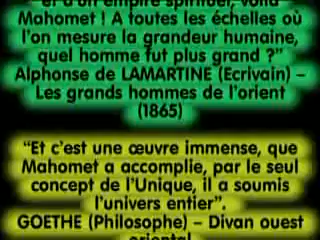 et d'un empire spirituel, voilà
Mahomet ! A toutes les échelles où
l'on mesure la grandeur humaine,
quel homme fut plus grand ?"
Alphonse de LAMARTINE (Ecrivain) –
Les grands hommes de l'orient
(1865)
"Et c'est une œuvre immense, que
Mahomet a accomplie, par le seul
concept de l'Unique, il a soumis
l'univers entier".
GOETHE (Philosophe) – Divan ouest
oriental